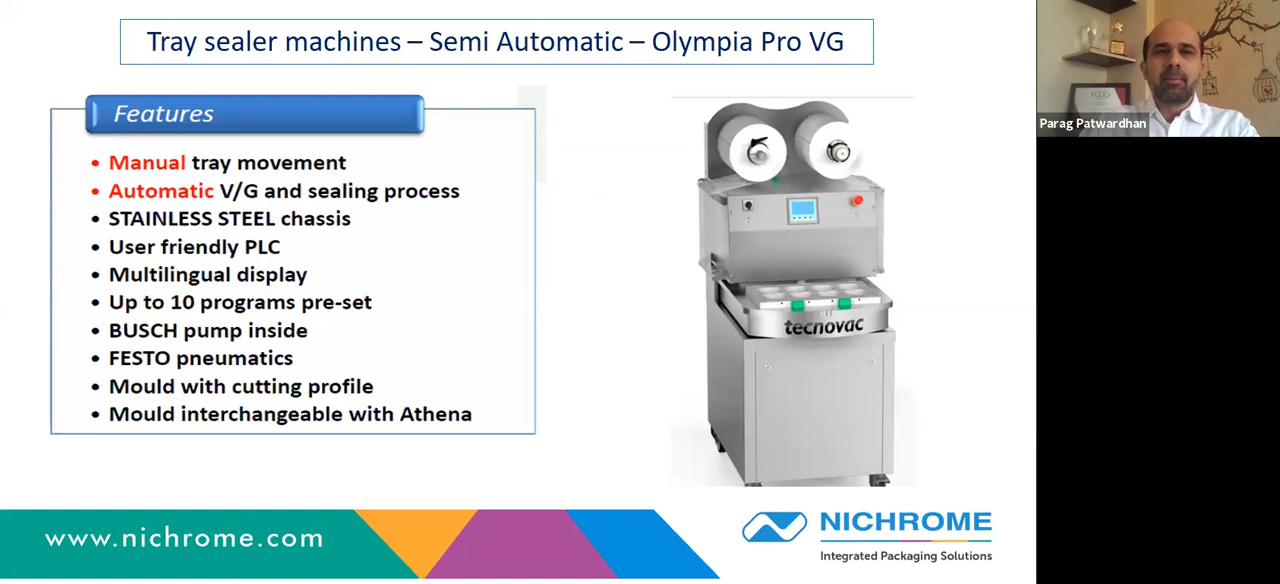 Tray sealer machines – Semi Automatic – Olympia Pro VG
Features
• Manual tray movement
• Automatic V/G and sealing process
• STAINLESS STEEL chassis
• User friendly PLC
• Multilingual display
• Up to 10 programs pre-set
• BUSCH pump inside
• FESTO pneumatics
• Mould with cutting profile
• Mould interchangeable with Athena
tecnovac
www.nichrome.com
NICHROME
Integrated Packaging Solutions
FOOD
Parag Patwardhan